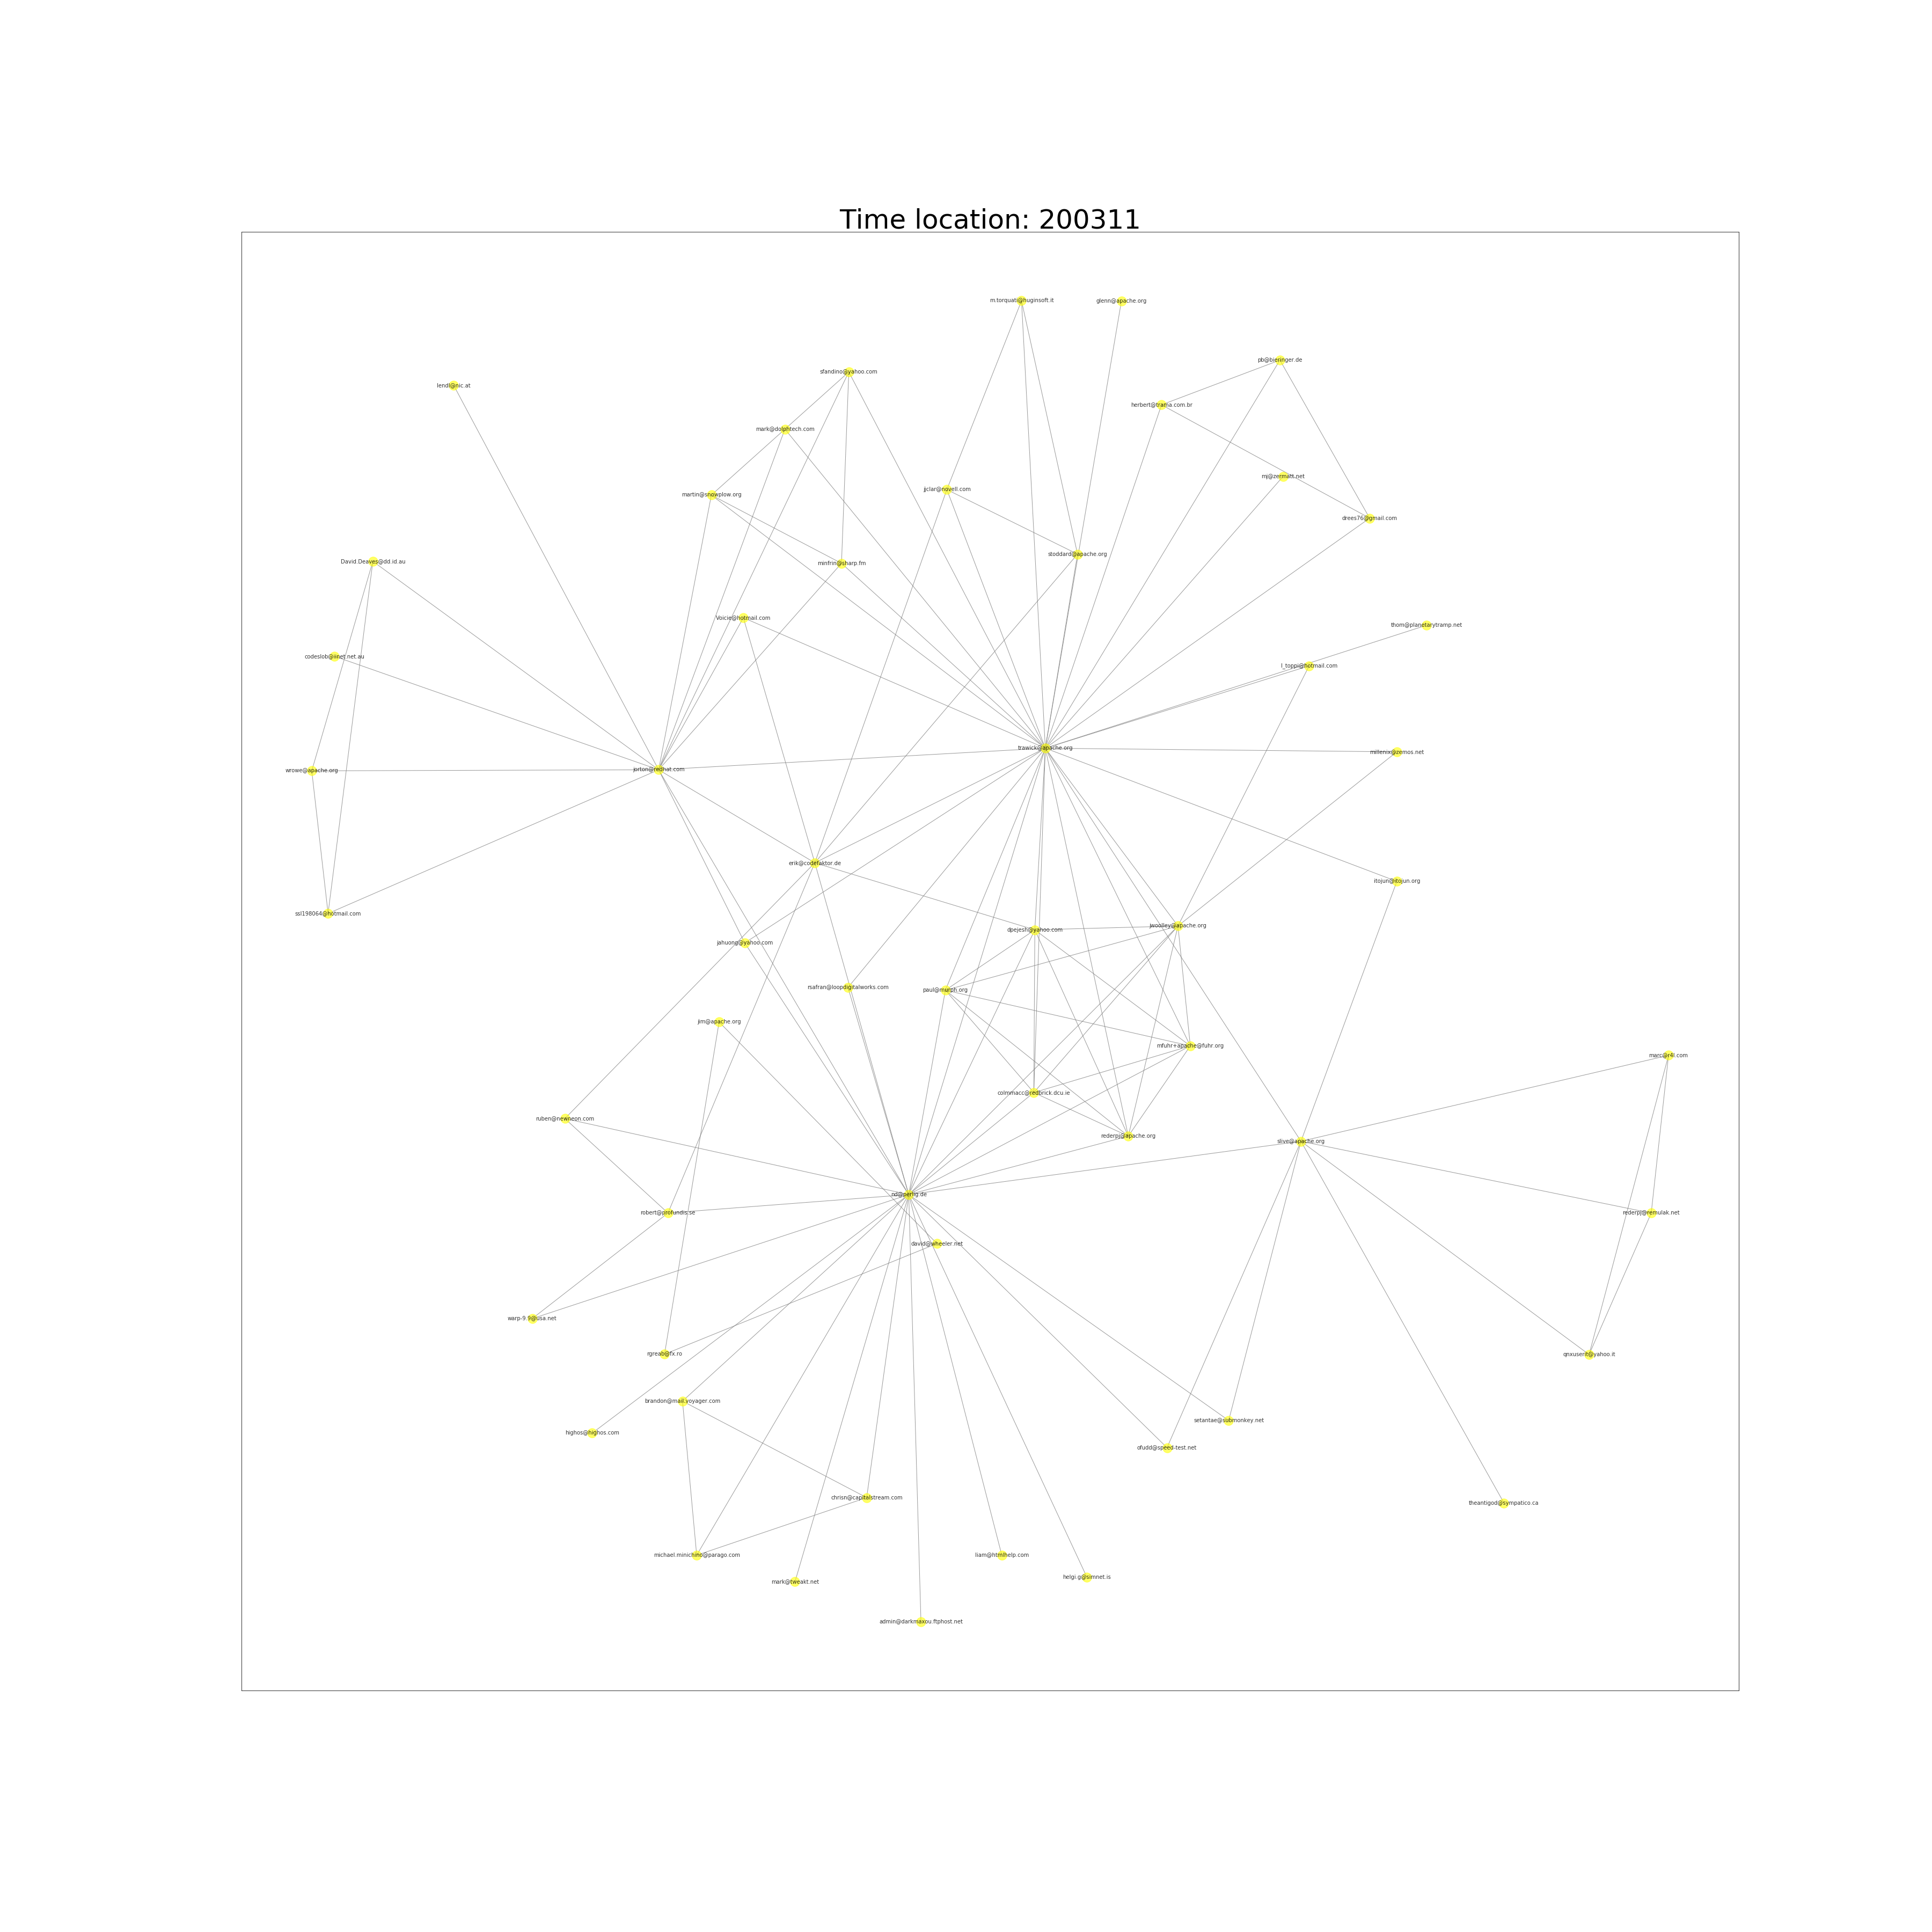 Time location: 200311
m.torquati@huginsoft.it
glenn@apache.org
pb@bieringer.de
sfandino@yahoo.com
lendl@nic.at
herbert@trama.com.br
mark@dolphtech.com
mj@zermatt.net
jjclar@novell.com
martin@snowplow.org
drees76@gmail.com
stoddard@apache.org
David.Deaves@dd.id.au
minfrin@sharp.fm
Voicie@hotmail.com
thom@planetarytramp.net
codeslob@iinet.net.au
l_toppi@hotmail.com
trawick@apache.org
millenix@zemos.net
jorton@redhat.com
wrowe@apache.org
erik@codefaktor.de
itojun@itojun.org
ssl198064@hotmail.com
jwoolley@apache.org
dpejesh@yahoo.com
jahuong@yahoo.com
rsafran@loopdigitalworks.com
paul@murph.org
jim@apache.org
mfuhr+apache@fuhr.org
marc@r4l.com
colmmacc@redbrick.dcu.ie
ruben@newneon.com
rederpj@apache.org
slive@apache.org
nd@perlig.de
robert@profundis.se
rederpj@remulak.net
david@wheeler.net
warp-9.9@usa.net
rgreab@fx.ro
qnxuserit@yahoo.it
brandon@mail.voyager.com
setantae@submonkey.net
highos@highos.com
ofudd@speed-test.net
chrisn@capitalstream.com
theantigod@sympatico.ca
michael.minichino@parago.com
liam@htmlhelp.com
helgi.g@simnet.is
mark@tweakt.net
admin@darkmaxou.ftphost.net